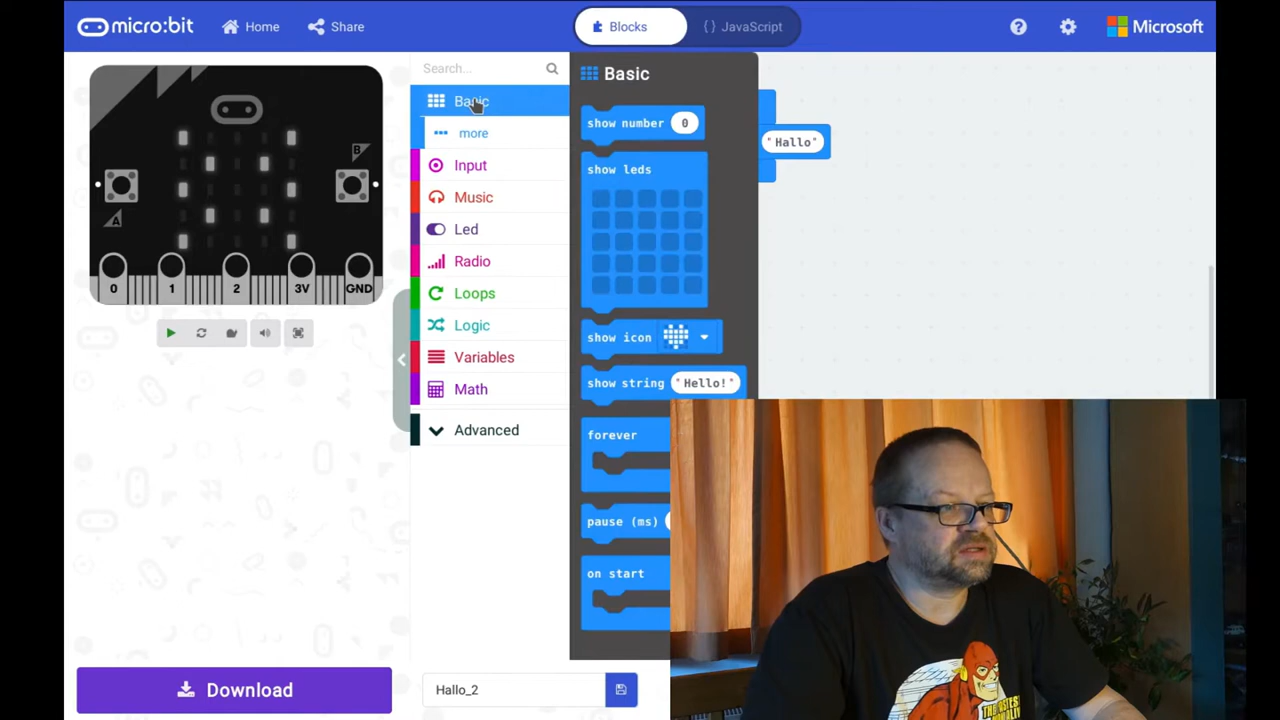 micro:bit
Home
Share
Blocks
{ } JavaScript
?
Microsoft
Search...
Basic
more
Input
Music
Led
Radio
Loops
Logic
Variables
Math
Advanced
Basic
show number 0
show leds
show icon
show string "Hello!"
forever
pause (ms)
on start
"Hallo"
A
B
0 1 2 3V GND
Download
Hallo_2